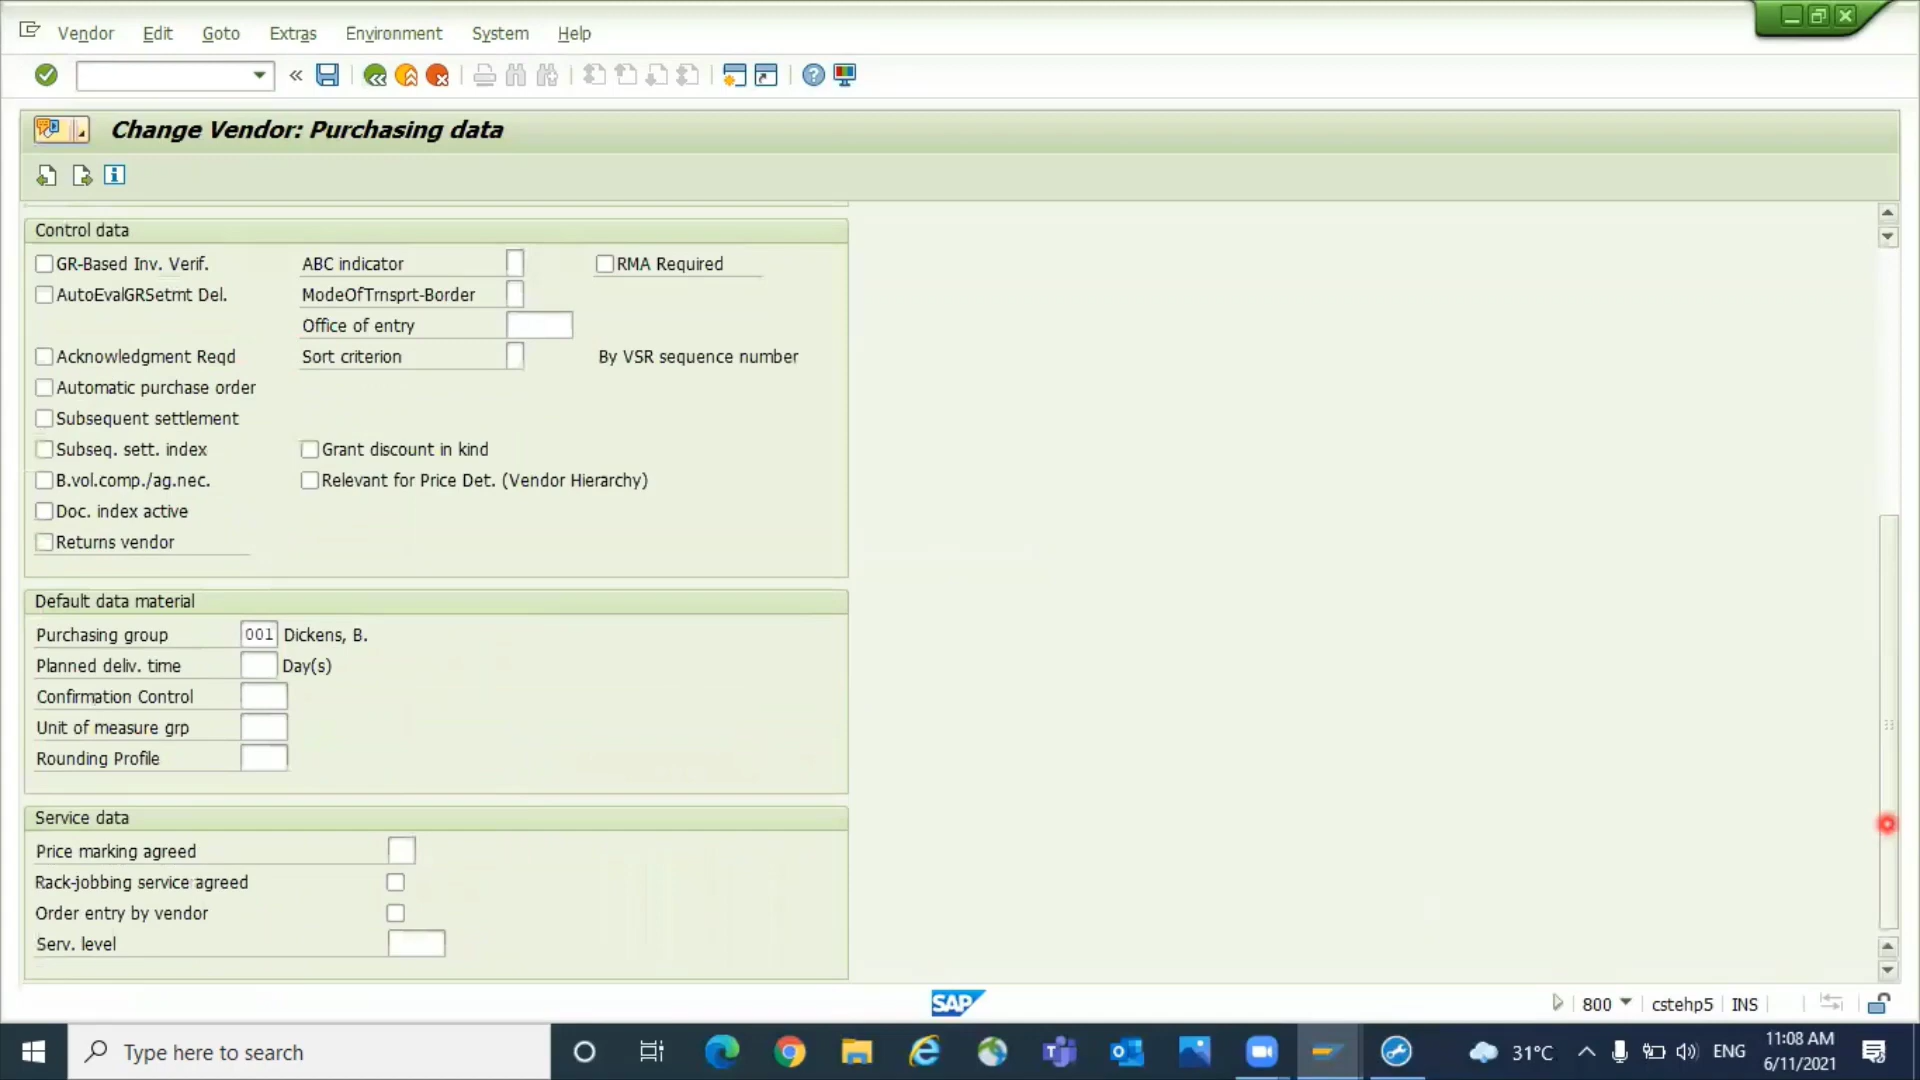 Vendor Edit Goto Extras Environment System Help
Change Vendor: Purchasing data
Control data
GR-Based Inv. Verif. ABC indicator RMA Required
AutoEvalGRSetmt Del. ModeOfTrnsprt-Border
Office of entry
Acknowledgment Reqd Sort criterion By VSR sequence number
Automatic purchase order
Subsequent settlement
Subseq. sett. index Grant discount in kind
B.vol.comp./ag.nec. Relevant for Price Det. (Vendor Hierarchy)
Doc. index active
Returns vendor
Default data material
Purchasing group 001 Dickens, B.
Planned deliv. time Day(s)
Confirmation Control
Unit of measure grp
Rounding Profile
Service data
Price marking agreed
Rack-jobbing service agreed
Order entry by vendor
Serv. level
SAP 800 cstehp5 INS
Type here to search 31°C ENG 11:08 AM
6/11/2021